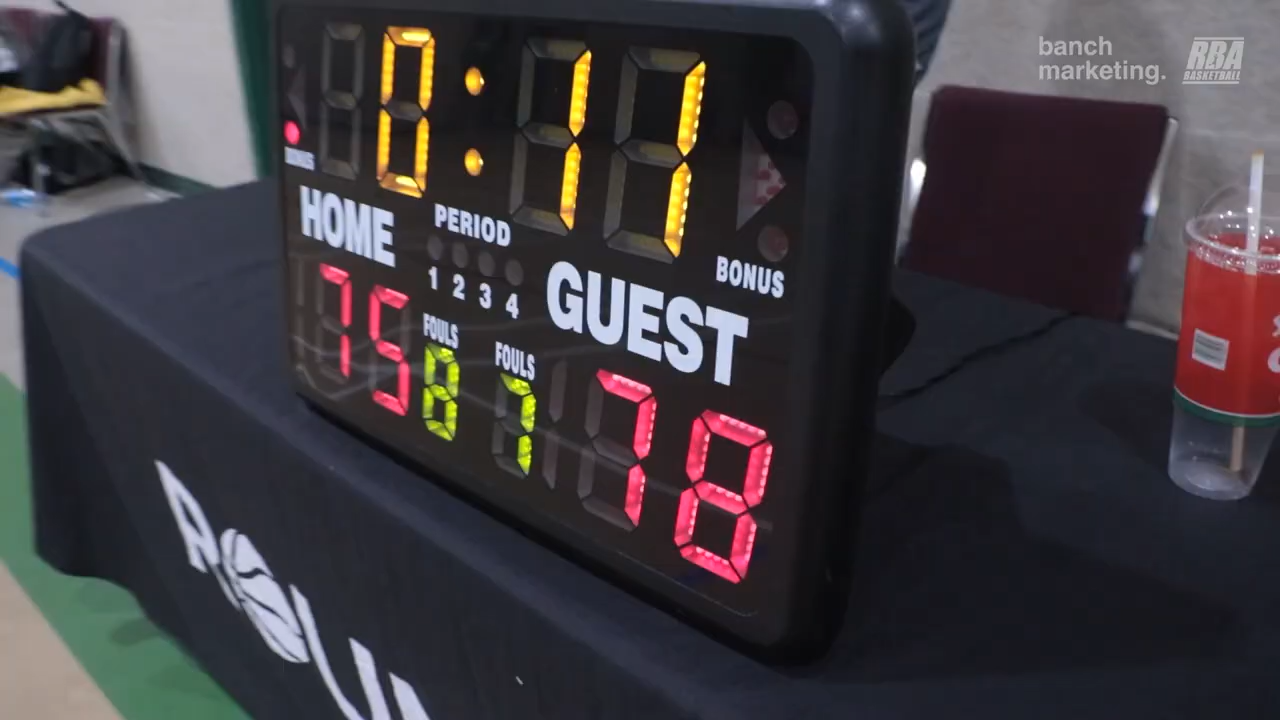 banch
marketing.
RBA
BASKETBALL
0:11
BONUS
HOME
PERIOD
1 2 3 4
GUEST
BONUS
75
FOULS
8
FOULS
7
78
ROUN